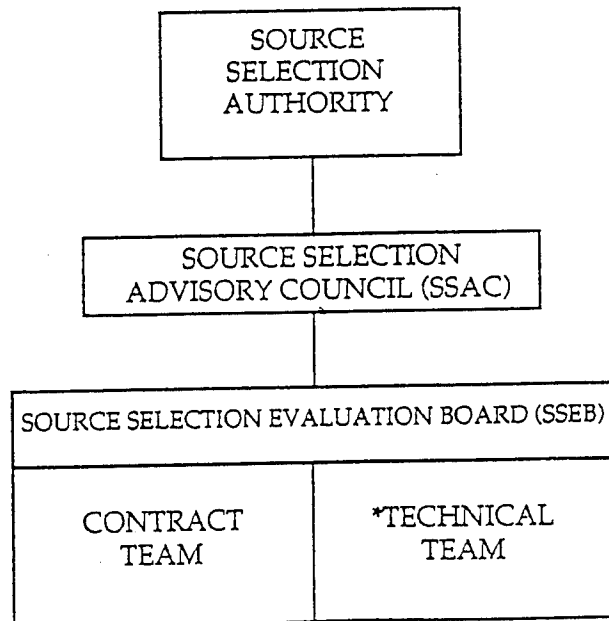 SOURCE
SELECTION
AUTHORITY
SOURCE SELECTION
ADVISORY COUNCIL (SSAC)
SOURCE SELECTION EVALUATION BOARD (SSEB)
CONTRACT
TEAM
*TECHNICAL
TEAM